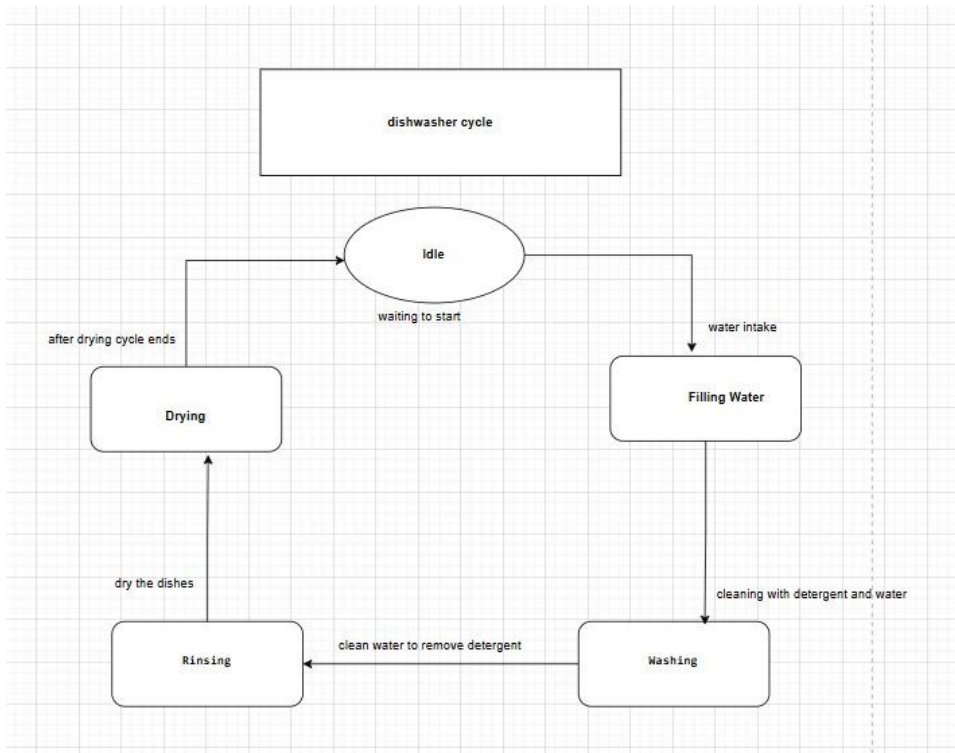 dishwasher cycle
Idle
waiting to start
after drying cycle ends
water intake
Drying
Filling Water
dry the dishes
cleaning with detergent and water
clean water to remove detergent
Rinsing
Washing